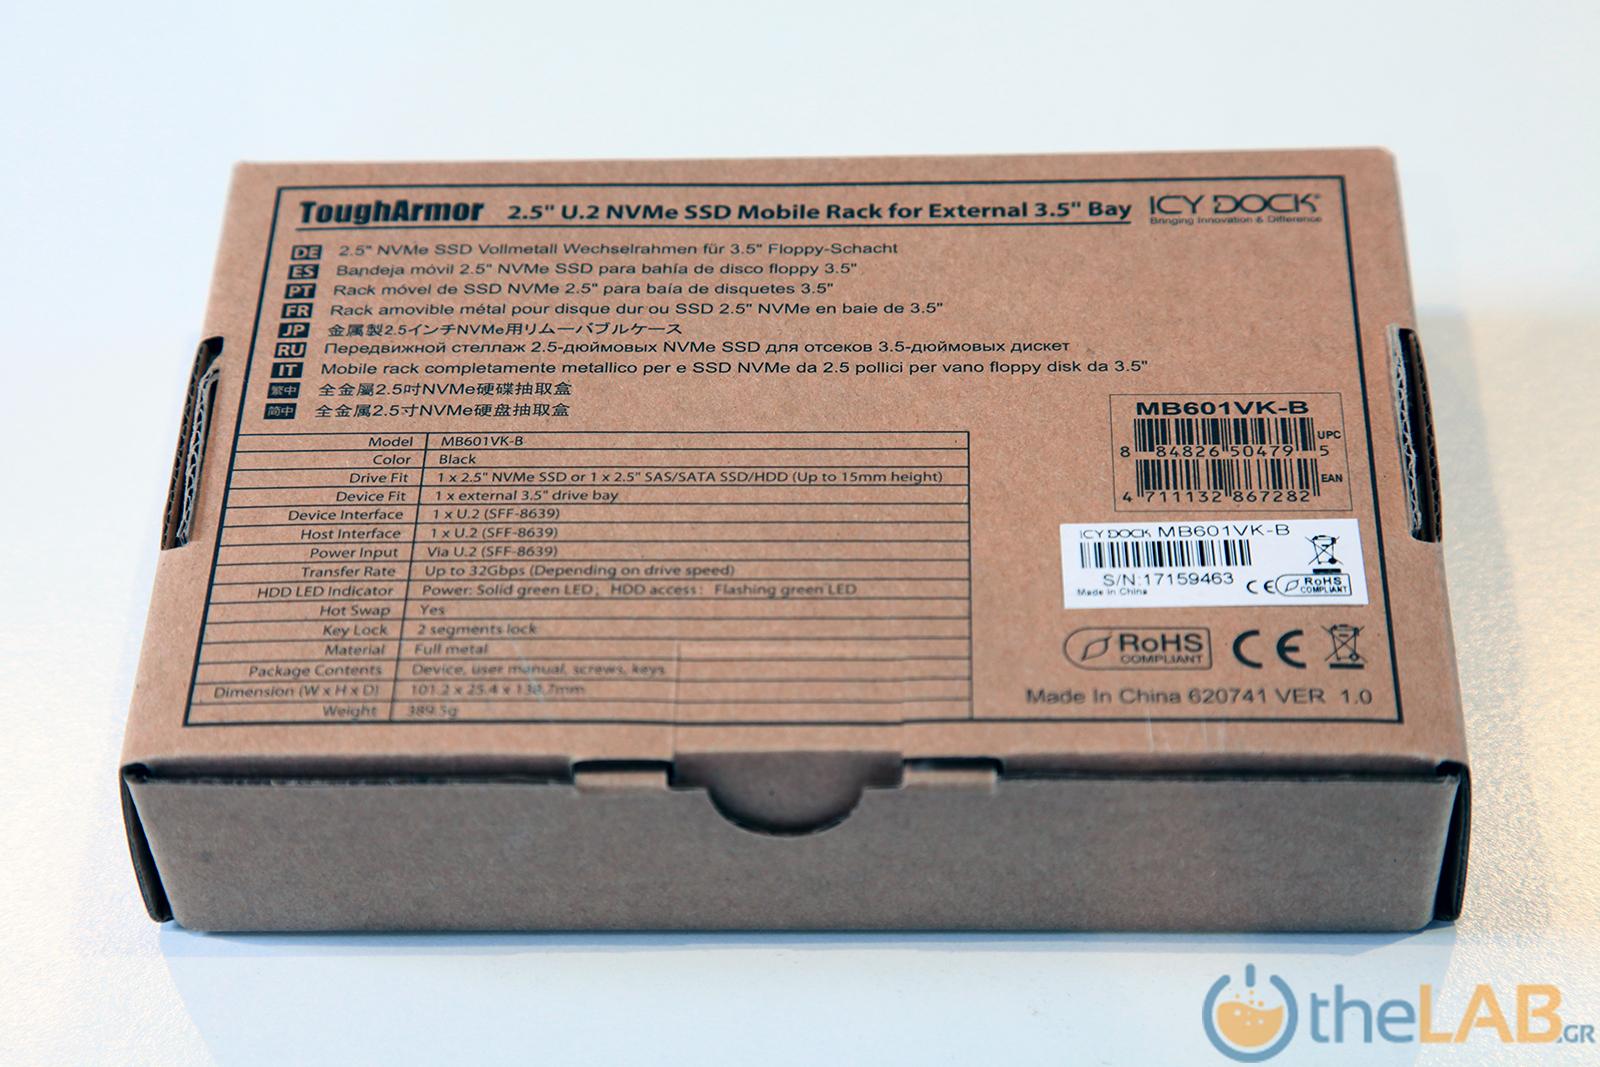 ToughArmor 2.5" U.2 NVMe SSD Mobile Rack for External 3.5" Bay
ICY DOCK®
Bringing Innovation & Difference
DE 2.5" NVMe SSD Vollmetall Wechselrahmen für 3.5" Floppy-Schacht
ES Bandeja móvil 2.5" NVMe SSD para bahía de disco floppy 3.5"
PT Rack móvel de SSD NVMe 2.5" para baía de disquetes 3.5"
FR Rack amovible métal pour disque dur ou SSD 2.5" NVMe en baie de 3.5"
JP 金属製2.5インチNVMe用リムーバブルケース
RU Передвижной стеллаж 2.5-дюймовых NVMe SSD для отсеков 3.5-дюймовых дискет
IT Mobile rack completamente metallico per e SSD NVMe da 2.5 pollici per vano floppy disk da 3.5"
繁中 全金屬2.5吋NVMe硬碟抽取盒
简中 全金属2.5寸NVMe硬盘抽取盒
Model MB601VK-B
Color Black
Drive Fit 1 x 2.5" NVMe SSD or 1 x 2.5" SAS/SATA SSD/HDD (Up to 15mm height)
Device Fit 1 x external 3.5" drive bay
Device Interface 1 x U.2 (SFF-8639)
Host Interface 1 x U.2 (SFF-8639)
Power Input Via U.2 (SFF-8639)
Transfer Rate Up to 32Gbps (Depending on drive speed)
HDD LED Indicator Power: Solid green LED; HDD access: Flashing green LED
Hot Swap Yes
Key Lock 2 segments lock
Material Full metal
Package Contents Device, user manual, screws, keys
Dimension (W x H x D) 101.2 x 25.4 x 138.7mm
Weight 389.5g
MB601VK-B
UPC
8 84826 50479 5
EAN
4 711132 867282
ICY DOCK MB601VK-B
S/N:17159463
Made In China
CE RoHS COMPLIANT
RoHS COMPLIANT CE
Made In China 620741 VER 1.0
theLAB.GR